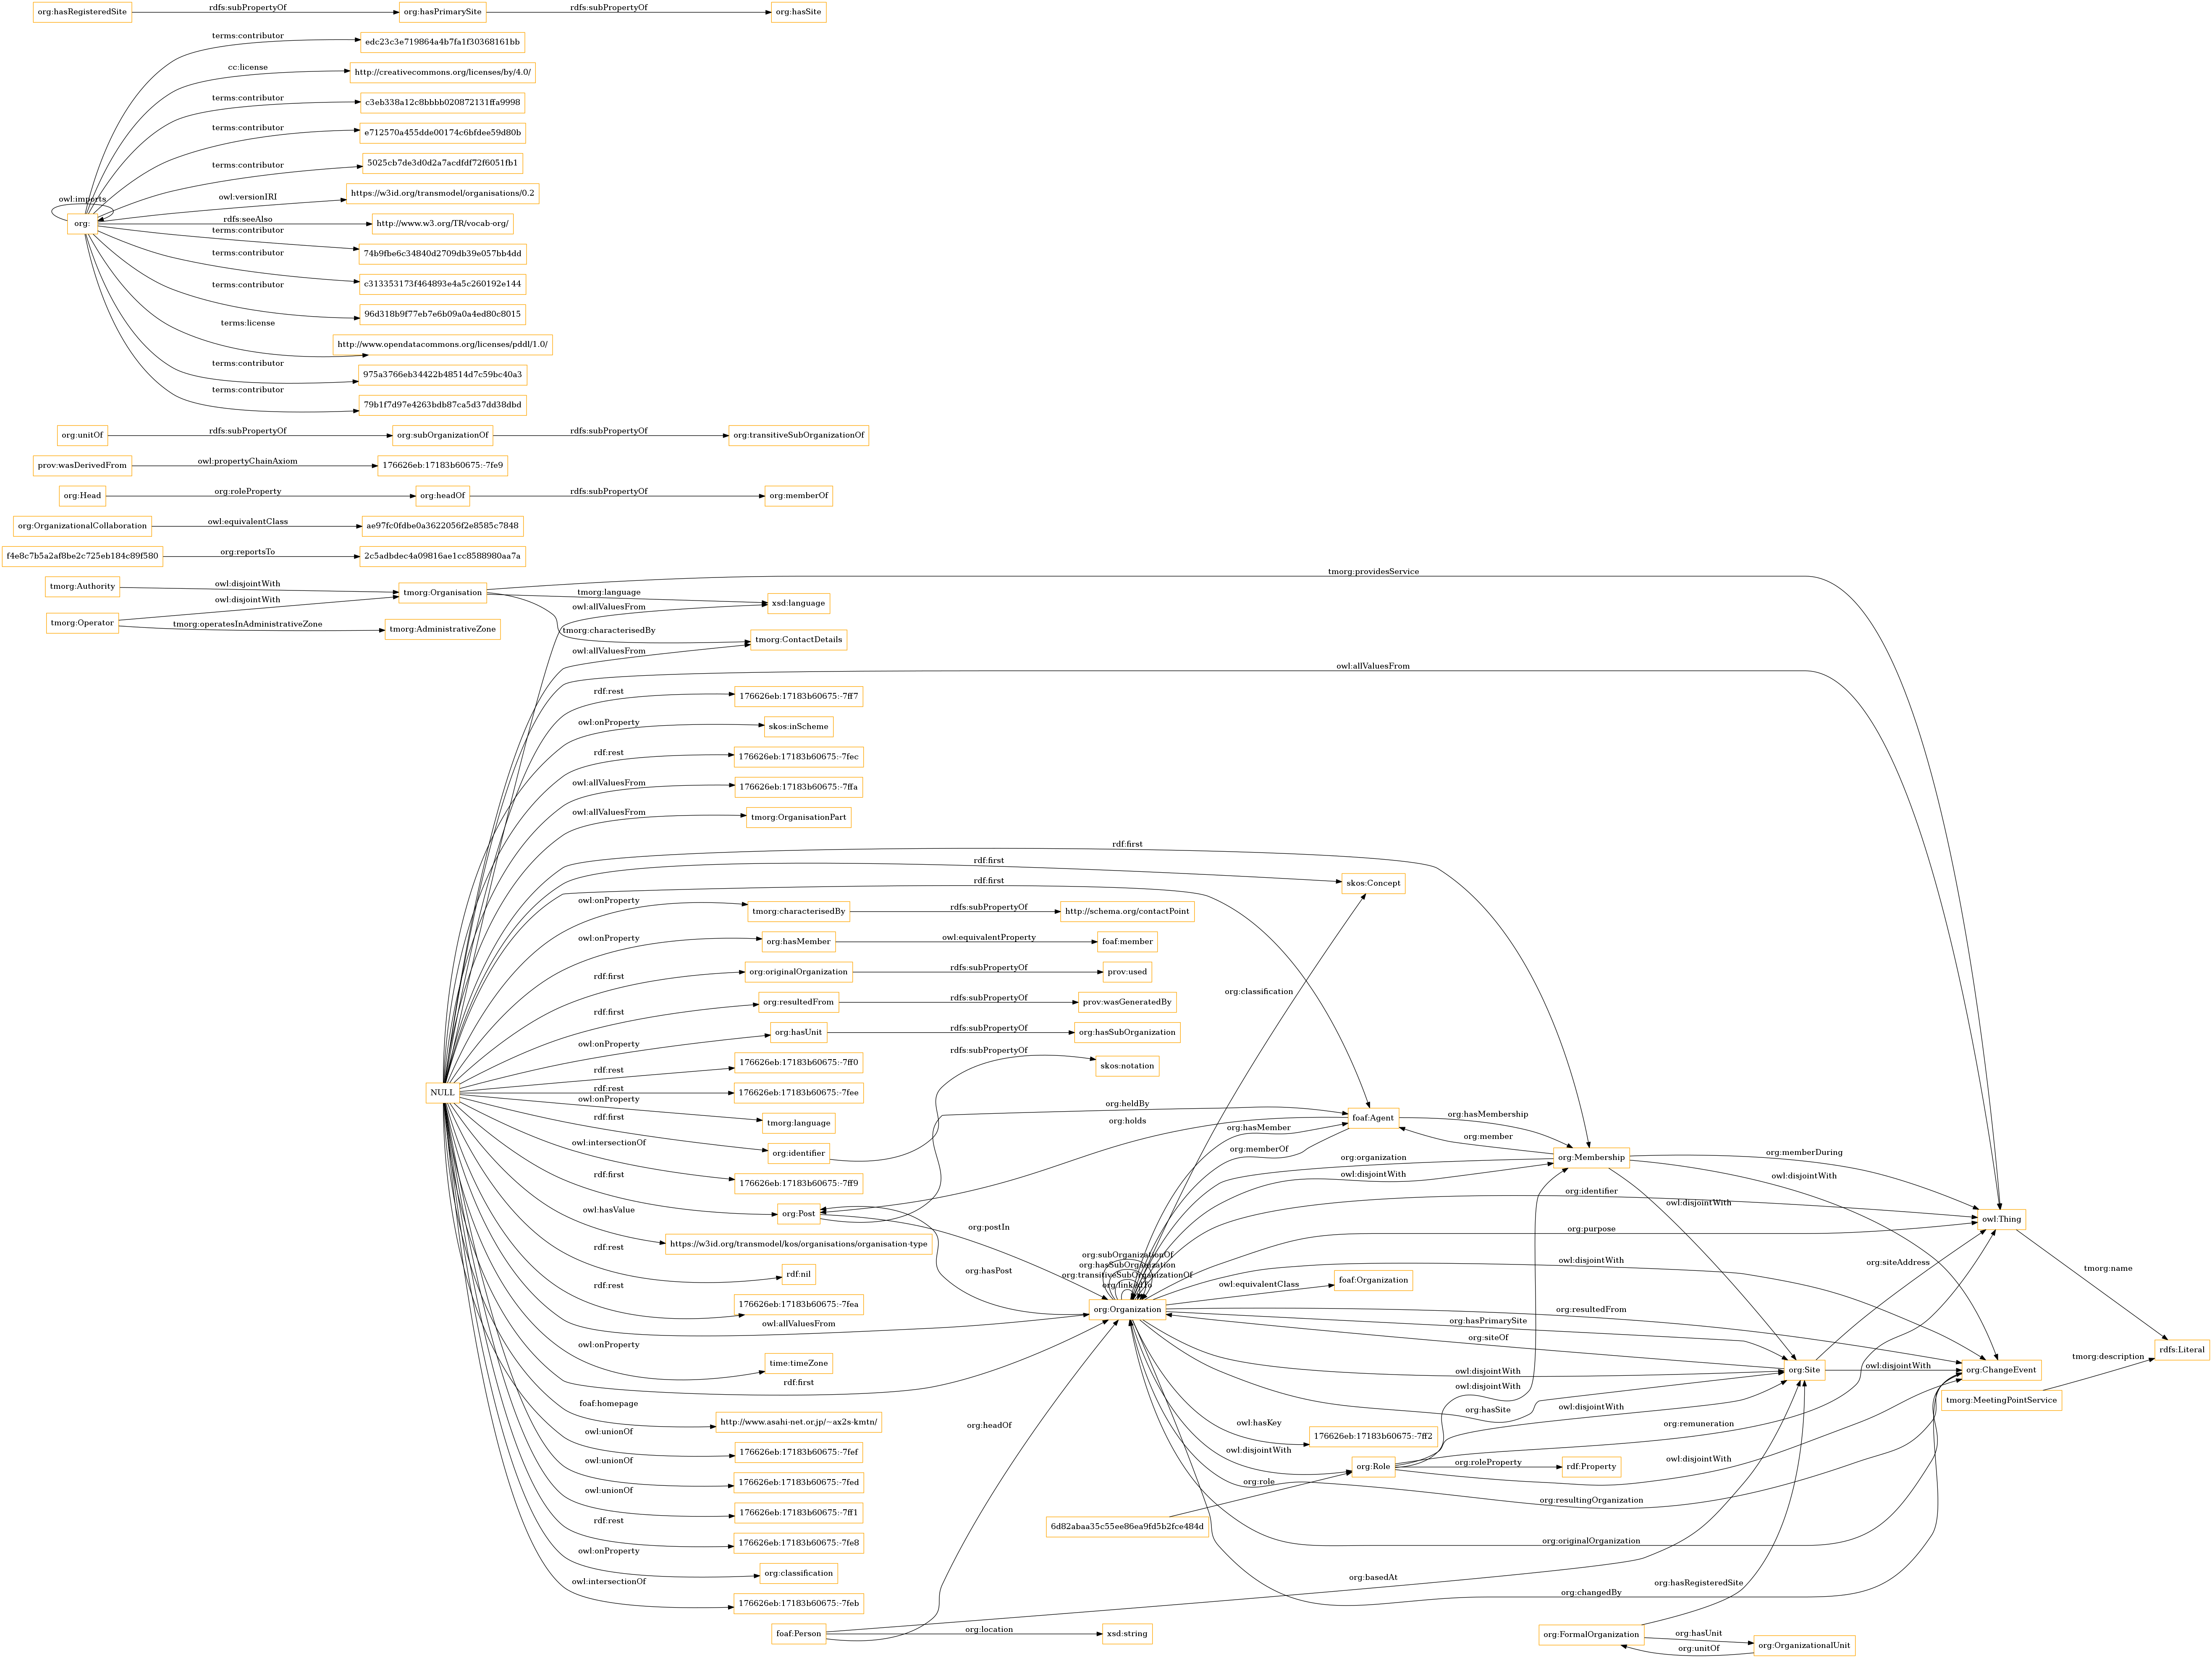 org:hasRegisteredSite
rdfs:subPropertyOf
org:hasPrimarySite
rdfs:subPropertyOf
org:hasSite
terms:contributor
edc23c3e719864a4b7fa1f30368161bb
cc:license
http://creativecommons.org/licenses/by/4.0/
terms:contributor
c3eb338a12c8bbbb020872131ffa9998
terms:contributor
e712570a455dde00174c6bfdee59d80b
terms:contributor
5025cb7de3d0d2a7acdfdf72f6051fb1
owl:imports
owl:versionIRI
https://w3id.org/transmodel/organisations/0.2
org:
rdfs:seeAlso
http://www.w3.org/TR/vocab-org/
terms:contributor
74b9fbe6c34840d2709db39e057bb4dd
terms:contributor
c313353173f464893e4a5c260192e144
terms:contributor
96d318b9f77eb7e6b09a0a4ed80c8015
terms:license
http://www.opendatacommons.org/licenses/pddl/1.0/
terms:contributor
975a3766eb34422b48514d7c59bc40a3
terms:contributor
79b1f7d97e4263bdb87ca5d37dd38dbd
org:unitOf
rdfs:subPropertyOf
org:subOrganizationOf
rdfs:subPropertyOf
org:transitiveSubOrganizationOf
prov:wasDerivedFrom
owl:propertyChainAxiom
176626eb:17183b60675:-7fe9
org:Head
org:roleProperty
org:headOf
rdfs:subPropertyOf
org:memberOf
org:OrganizationalCollaboration
owl:equivalentClass
ae97fc0fdbe0a3622056f2e8585c7848
f4e8c7b5a2af8be2c725eb184c89f580
org:reportsTo
2c5adbdec4a09816ae1cc8588980aa7a
tmorg:Authority
owl:disjointWith
tmorg:Organisation
tmorg:providesService
tmorg:language
xsd:language
owl:allValuesFrom
tmorg:Operator
owl:disjointWith
tmorg:operatesInAdministrativeZone
tmorg:AdministrativeZone
tmorg:characterisedBy
tmorg:ContactDetails
owl:allValuesFrom
owl:allValuesFrom
rdf:rest
176626eb:17183b60675:-7ff7
owl:onProperty
skos:inScheme
rdf:rest
176626eb:17183b60675:-7fec
owl:allValuesFrom
176626eb:17183b60675:-7ffa
owl:allValuesFrom
tmorg:OrganisationPart
rdf:first
rdf:first
skos:Concept
rdf:first
owl:onProperty
tmorg:characterisedBy
rdfs:subPropertyOf
http://schema.org/contactPoint
owl:onProperty
org:hasMember
owl:equivalentProperty
foaf:member
rdf:first
org:originalOrganization
rdfs:subPropertyOf
prov:used
org:classification
rdf:first
org:resultedFrom
rdfs:subPropertyOf
prov:wasGeneratedBy
owl:onProperty
org:hasUnit
rdfs:subPropertyOf
org:hasSubOrganization
rdf:rest
176626eb:17183b60675:-7ff0
rdfs:subPropertyOf
skos:notation
NULL
rdf:rest
176626eb:17183b60675:-7fee
owl:onProperty
tmorg:language
org:heldBy
foaf:Agent
org:holds
org:hasMembership
rdf:first
org:identifier
org:hasMember
org:member
org:memberOf
owl:intersectionOf
176626eb:17183b60675:-7ff9
org:organization
org:Membership
org:memberDuring
owl:disjointWith
owl:disjointWith
owl:disjointWith
rdf:first
org:Post
org:identifier
owl:Thing
owl:hasValue
https://w3id.org/transmodel/kos/organisations/organisation-type
org:postIn
org:purpose
rdf:rest
rdf:nil
org:hasPost
org:subOrganizationOf
org:hasSubOrganization
org:transitiveSubOrganizationOf
org:linkedTo
owl:disjointWith
org:siteAddress
tmorg:name
rdf:rest
176626eb:17183b60675:-7fea
org:Organization
owl:equivalentClass
foaf:Organization
org:resultedFrom
owl:allValuesFrom
org:hasPrimarySite
org:siteOf
rdfs:Literal
owl:onProperty
time:timeZone
owl:disjointWith
org:Site
owl:disjointWith
org:ChangeEvent
tmorg:description
rdf:first
owl:disjointWith
tmorg:MeetingPointService
foaf:homepage
http://www.asahi-net.or.jp/~ax2s-kmtn/
org:headOf
org:hasSite
owl:disjointWith
org:remuneration
owl:unionOf
176626eb:17183b60675:-7fef
owl:hasKey
176626eb:17183b60675:-7ff2
owl:unionOf
176626eb:17183b60675:-7fed
owl:disjointWith
org:Role
org:roleProperty
rdf:Property
owl:disjointWith
org:role
owl:unionOf
176626eb:17183b60675:-7ff1
org:resultingOrganization
6d82abaa35c55ee86ea9fd5b2fce484d
rdf:rest
176626eb:17183b60675:-7fe8
org:originalOrganization
owl:onProperty
org:classification
org:basedAt
org:hasRegisteredSite
org:changedBy
owl:intersectionOf
176626eb:17183b60675:-7feb
foaf:Person
org:location
xsd:string
org:FormalOrganization
org:hasUnit
org:OrganizationalUnit
org:unitOf